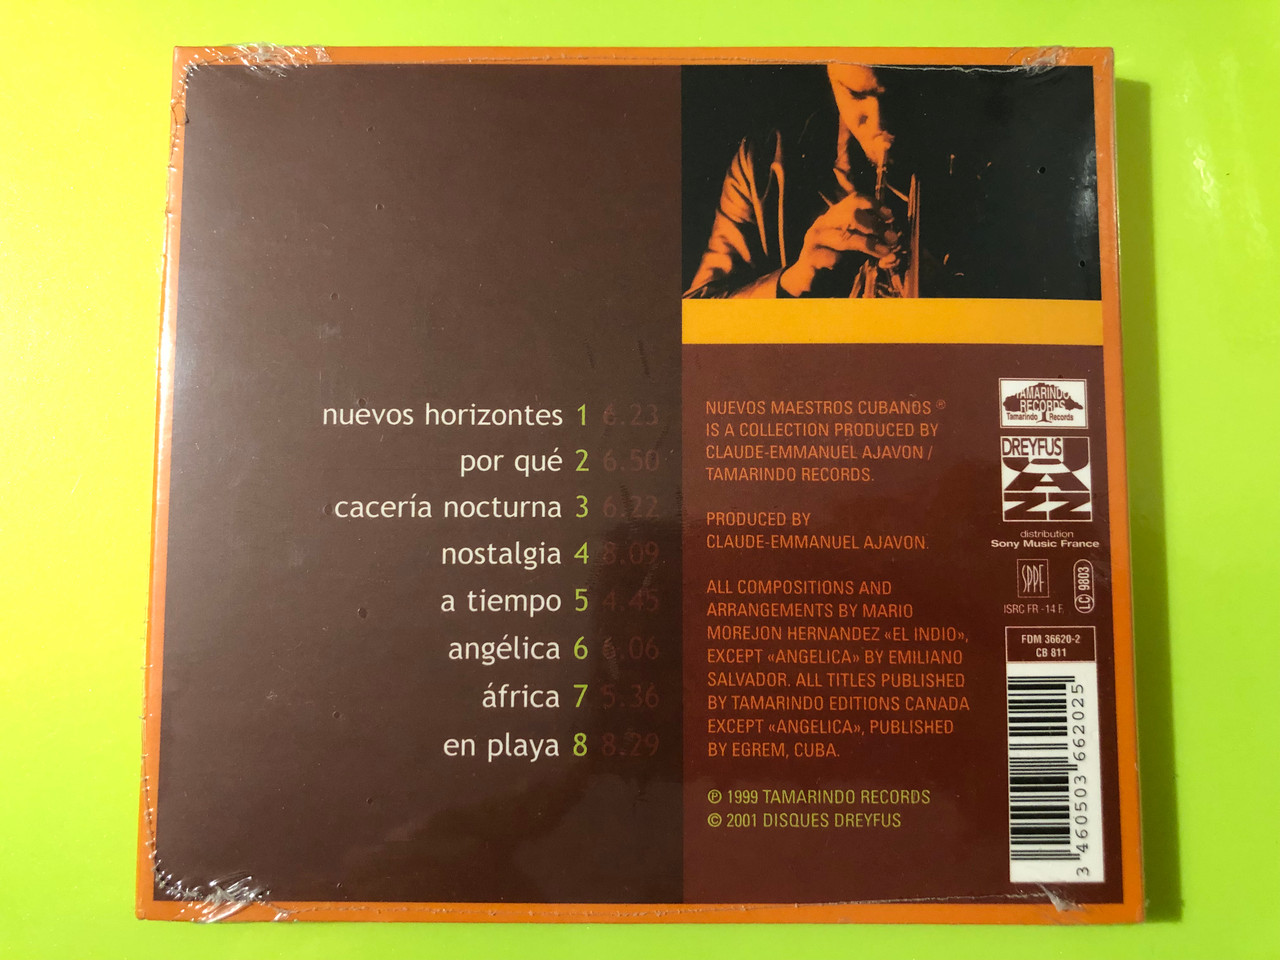 nuevos horizontes 1 6.23
por qué 2 6.50
cacería nocturna 3 6.22
nostalgia 4 8.09
a tiempo 5 4.45
angélica 6 6.06
áfrica 7 5.36
en playa 8 8.29
NUEVOS MAESTROS CUBANOS ®
IS A COLLECTION PRODUCED BY
CLAUDE-EMMANUEL AJAVON /
TAMARINDO RECORDS.
PRODUCED BY
CLAUDE-EMMANUEL AJAVON.
ALL COMPOSITIONS AND
ARRANGEMENTS BY MARIO
MOREJON HERNANDEZ «EL INDIO»,
EXCEPT «ANGELICA» BY EMILIANO
SALVADOR. ALL TITLES PUBLISHED
BY TAMARINDO EDITIONS CANADA
EXCEPT «ANGELICA», PUBLISHED
BY EGREM, CUBA.
℗ 1999 TAMARINDO RECORDS
© 2001 DISQUES DREYFUS
TAMARINDO
RECORDS
Tamarindo Records
DREYFUS
JAZZ
distribution
Sony Music France
SPPF
LC 9803
ISRC FR - 14 F.
FDM 36620-2
CB 811
3 460503 662025